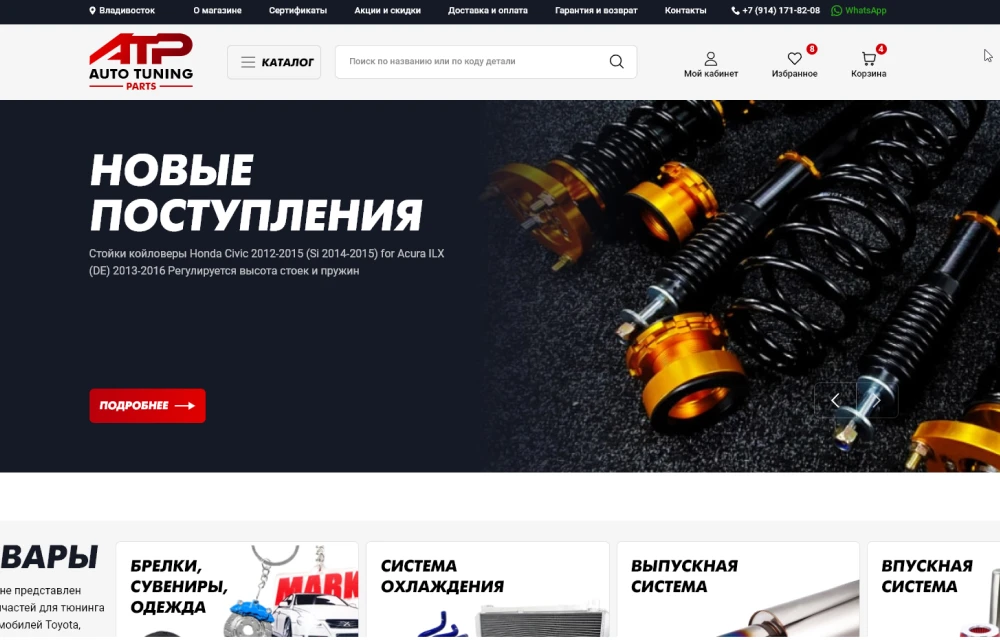 Владивосток О магазине Сертификаты Акции и скидки Доставка и оплата Гарантия и возврат Контакты +7 (914) 171-82-08 WhatsApp
ATP
AUTO TUNING
PARTS
КАТАЛОГ
Поиск по названию или по коду детали
Мой кабинет
8
Избранное
4
Корзина
НОВЫЕ
ПОСТУПЛЕНИЯ
Стойки койловеры Honda Civic 2012-2015 (Si 2014-2015) for Acura ILX
(DE) 2013-2016 Регулируется высота стоек и пружин
ПОДРОБНЕЕ
ВАРЫ
не представлен
частей для тюнинга
мобилей Toyota,
БРЕЛКИ,
СУВЕНИРЫ,
ОДЕЖДА
MARK
СИСТЕМА
ОХЛАЖДЕНИЯ
ВЫПУСКНАЯ
СИСТЕМА
ВПУСКНАЯ
СИСТЕМА